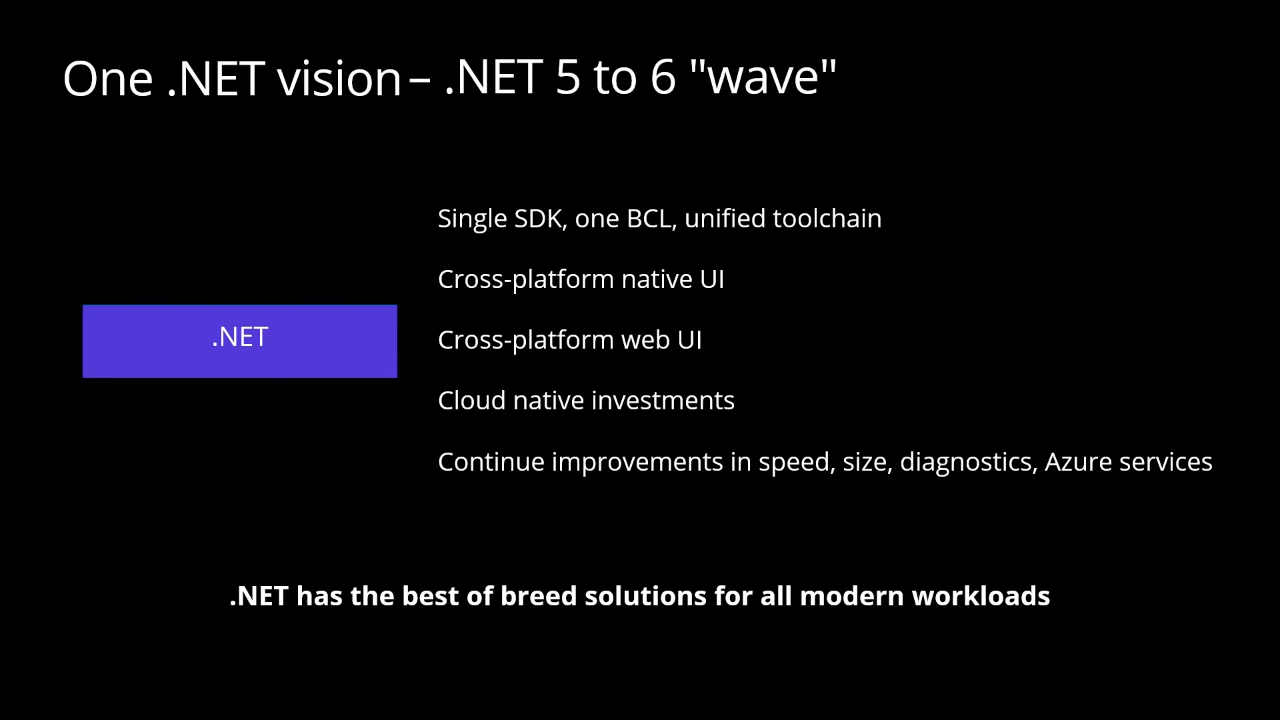 One .NET vision – .NET 5 to 6 "wave"
Single SDK, one BCL, unified toolchain
Cross-platform native UI
.NET
Cross-platform web UI
Cloud native investments
Continue improvements in speed, size, diagnostics, Azure services
.NET has the best of breed solutions for all modern workloads